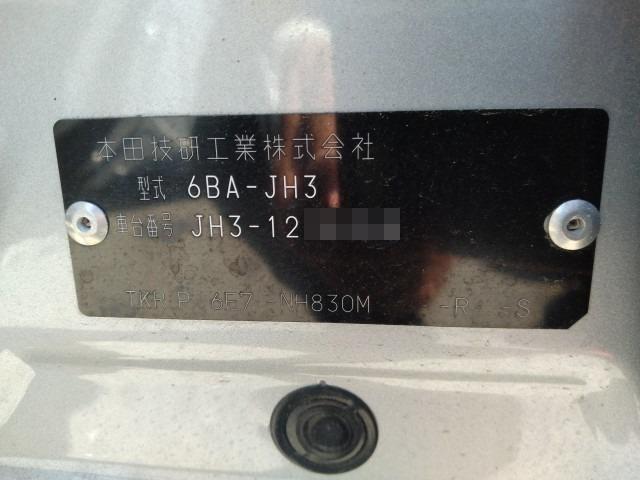 本田技研工業株式会社
型式 6BA-JH3
車台番号 JH3-12
TKP P 6E7 -NH830M -R -S